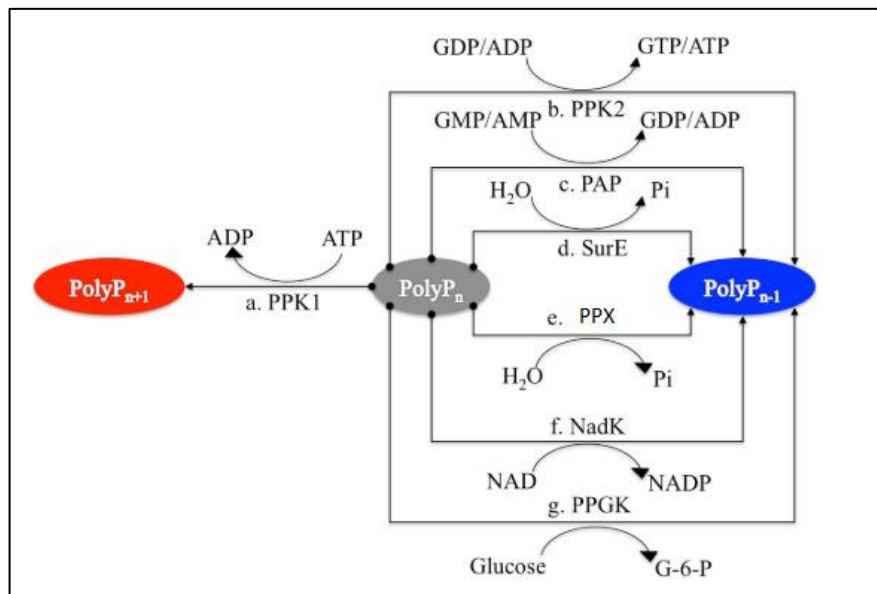 GDP/ADP GTP/ATP
b. PPK2
GMP/AMP GDP/ADP
c. PAP
H₂O Pi
d. SurE
ADP ATP
PolyPₙ₊₁ PolyPₙ PolyPₙ₋₁
a. PPK1
e. PPX
H₂O Pi
f. NadK
NAD NADP
g. PPGK
Glucose G-6-P